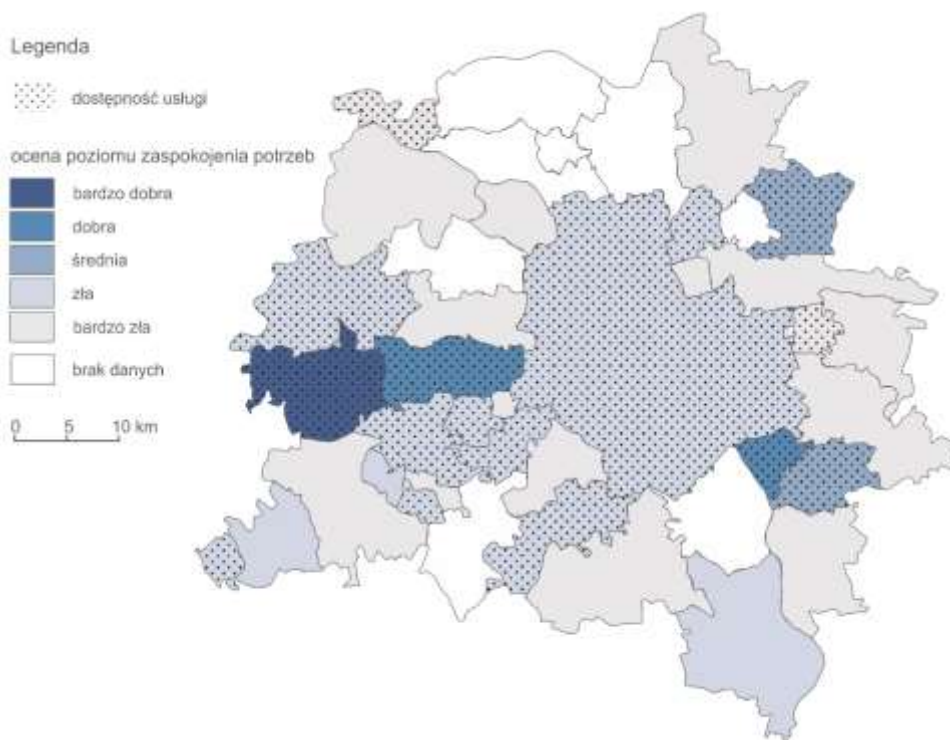 Legenda
dostępność usługi
ocena poziomu zaspokojenia potrzeb
bardzo dobra
dobra
średnia
zła
bardzo zła
brak danych
0 5 10 km